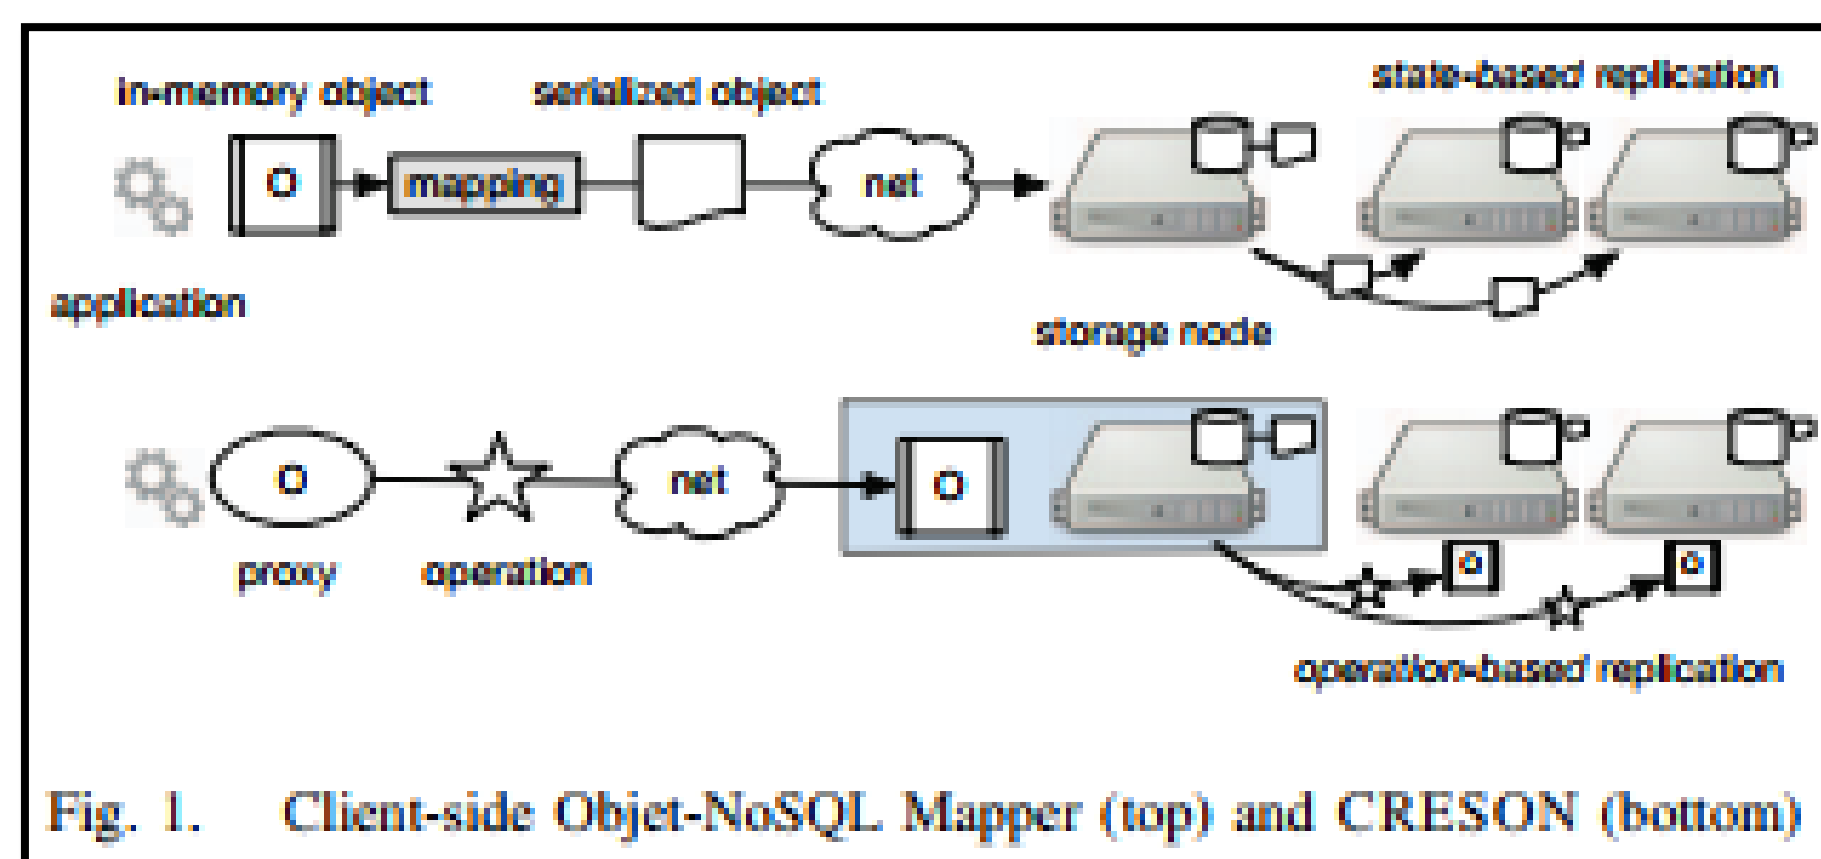 state-based replication
in-memory object serialized object
O mapping net
application
storage node
O net O
proxy operation
O O
operation-based replication
Fig. 1. Client-side Objet-NoSQL Mapper (top) and CRESON (bottom)